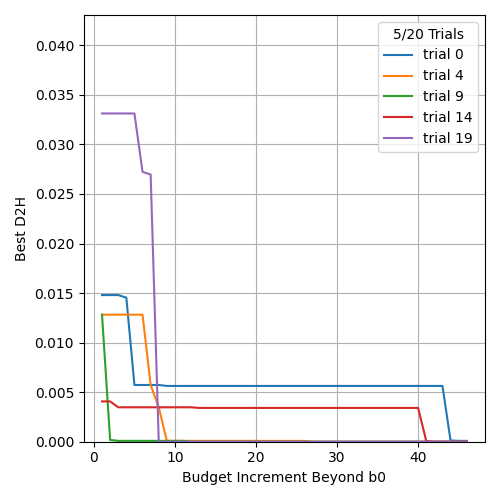 5/20 Trials
trial 0
trial 4
trial 9
trial 14
trial 19
0.040
0.035
0.030
0.025
0.020
0.015
0.010
0.005
0.000
Best D2H
0 10 20 30 40
Budget Increment Beyond b0